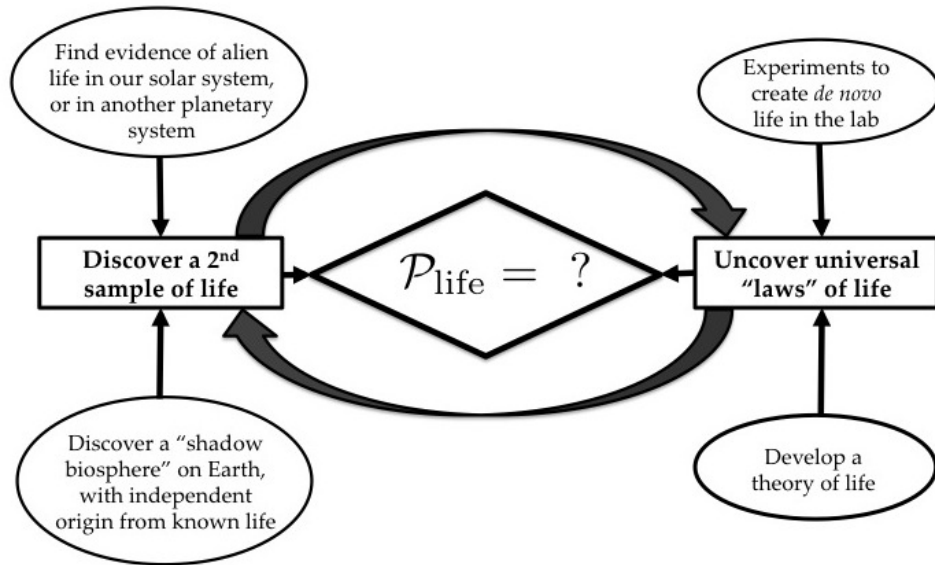 Find evidence of alien
life in our solar system,
or in another planetary
system
Experiments to
create de novo
life in the lab
Discover a 2nd
sample of life
𝒫life = ?
Uncover universal
“laws” of life
Discover a “shadow
biosphere” on Earth,
with independent
origin from known life
Develop a
theory of life